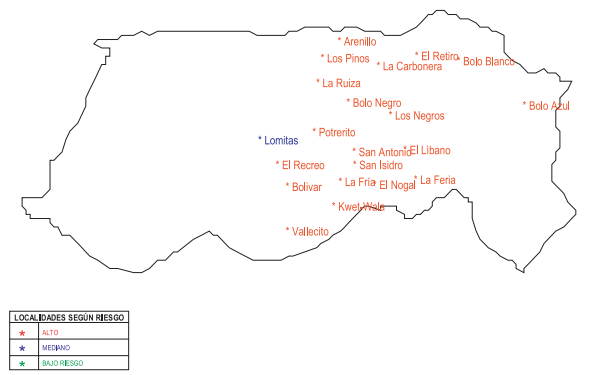 * Arenillo
* Los Pinos
* El Retiro
* La Carbonera
* Bolo Blanco
* La Ruiza
* Bolo Negro
* Bolo Azul
* Los Negros
* Potrerito
* Lomitas
* San Antonio
* El Libano
* El Recreo
* San Isidro
* Bolivar
* La Fría
* El Nogal
* La Feria
* Kwet-Wala
* Vallecito
LOCALIDADES SEGÚN RIESGO
* ALTO
* MEDIANO
* BAJO RIESGO